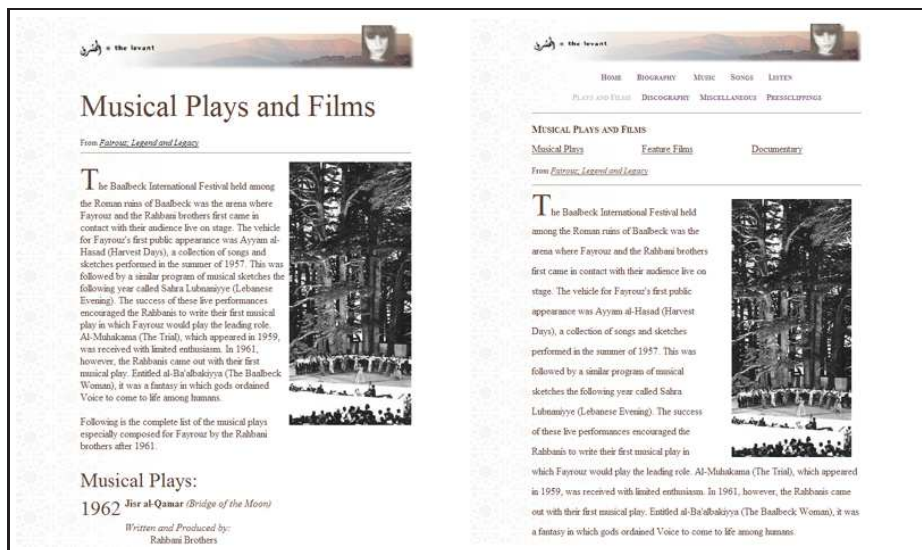 the levant
Musical Plays and Films
From Fairouz; Legend and Legacy
The Baalbeck International Festival held among
the Roman ruins of Baalbeck was the arena where
Fayrouz and the Rahbani brothers first came in
contact with their audience live on stage. The vehicle
for Fayrouz's first public appearance was Ayyam al-
Hasad (Harvest Days), a collection of songs and
sketches performed in the summer of 1957. This was
followed by a similar program of musical sketches the
following year called Sahra Lubnaniyye (Lebanese
Evening). The success of these live performances
encouraged the Rahbanis to write their first musical
play in which Fayrouz would play the leading role.
Al-Muhakama (The Trial), which appeared in 1959,
was received with limited enthusiasm. In 1961,
however, the Rahbanis came out with their first
musical play. Entitled al-Ba'albakiyya (The Baalbeck
Woman), it was a fantasy in which gods ordained
Voice to come to life among humans.
Following is the complete list of the musical plays
especially composed for Fayrouz by the Rahbani
brothers after 1961.
Musical Plays:
1962 Jisr al-Qamar (Bridge of the Moon)
Written and Produced by:
Rahbani Brothers
the levant
Home Biography Music Songs Listen
Plays and Films Discography Miscellaneous Pressclippings
Musical Plays and Films
Musical Plays Feature Films Documentary
From Fairouz; Legend and Legacy
The Baalbeck International Festival held
among the Roman ruins of Baalbeck was the
arena where Fayrouz and the Rahbani brothers
first came in contact with their audience live on
stage. The vehicle for Fayrouz's first public
appearance was Ayyam al-Hasad (Harvest
Days), a collection of songs and sketches
performed in the summer of 1957. This was
followed by a similar program of musical
sketches the following year called Sahra
Lubnaniyye (Lebanese Evening). The success
of these live performances encouraged the
Rahbanis to write their first musical play in
which Fayrouz would play the leading role. Al-Muhakama (The Trial), which appeared
in 1959, was received with limited enthusiasm. In 1961, however, the Rahbanis came
out with their first musical play. Entitled al-Ba'albakiyya (The Baalbeck Woman), it was
a fantasy in which gods ordained Voice to come to life among humans.